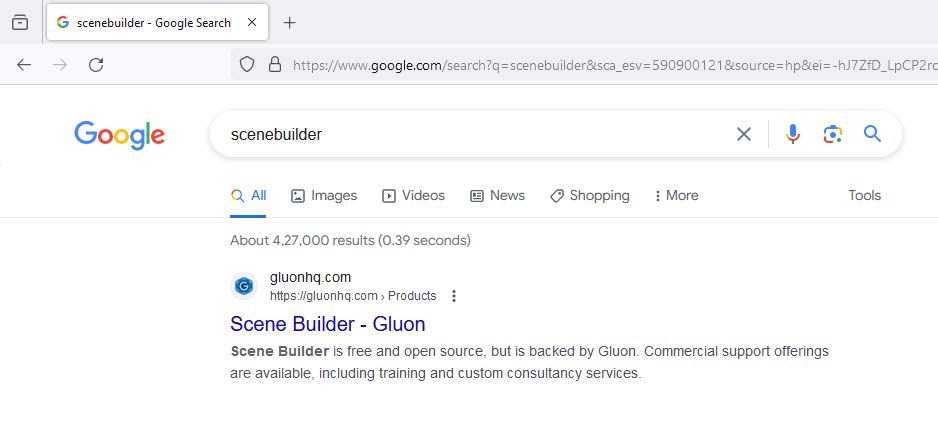 scenebuilder - Google Search
https://www.google.com/search?q=scenebuilder&sca_esv=590900121&source=hp&ei=-hJ7ZfD_LpCP2rc
Google
scenebuilder
All Images Videos News Shopping More Tools
About 4,27,000 results (0.39 seconds)
G gluonhq.com
https://gluonhq.com › Products
Scene Builder - Gluon
Scene Builder is free and open source, but is backed by Gluon. Commercial support offerings
are available, including training and custom consultancy services.